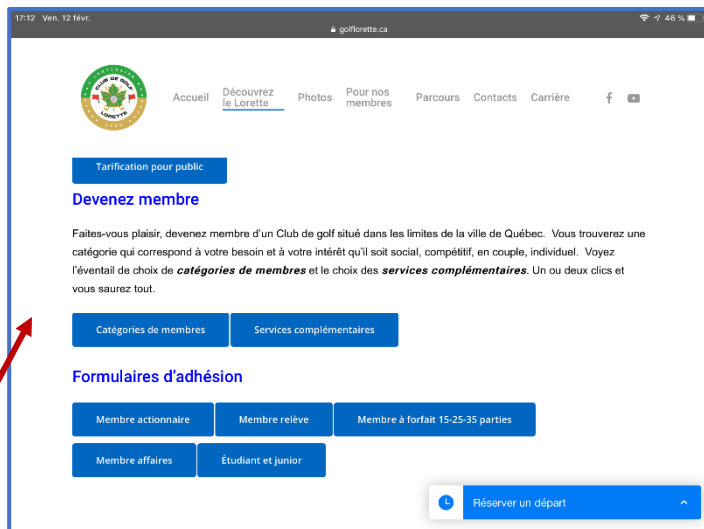 17:12 Ven. 12 févr.
golflorette.ca
46 %
CLUB DE GOLF
LORETTE
Accueil
Découvrez
le Lorette
Photos
Pour nos
membres
Parcours
Contacts
Carrière
Tarification pour public
Devenez membre
Faites-vous plaisir, devenez membre d'un Club de golf situé dans les limites de la ville de Québec. Vous trouverez une
catégorie qui correspond à votre besoin et à votre intérêt qu'il soit social, compétitif, en couple, individuel. Voyez
l'éventail de choix de catégories de membres et le choix des services complémentaires. Un ou deux clics et
vous saurez tout.
Catégories de membres
Services complémentaires
Formulaires d'adhésion
Membre actionnaire
Membre relève
Membre à forfait 15-25-35 parties
Membre affaires
Étudiant et junior
Réserver un départ